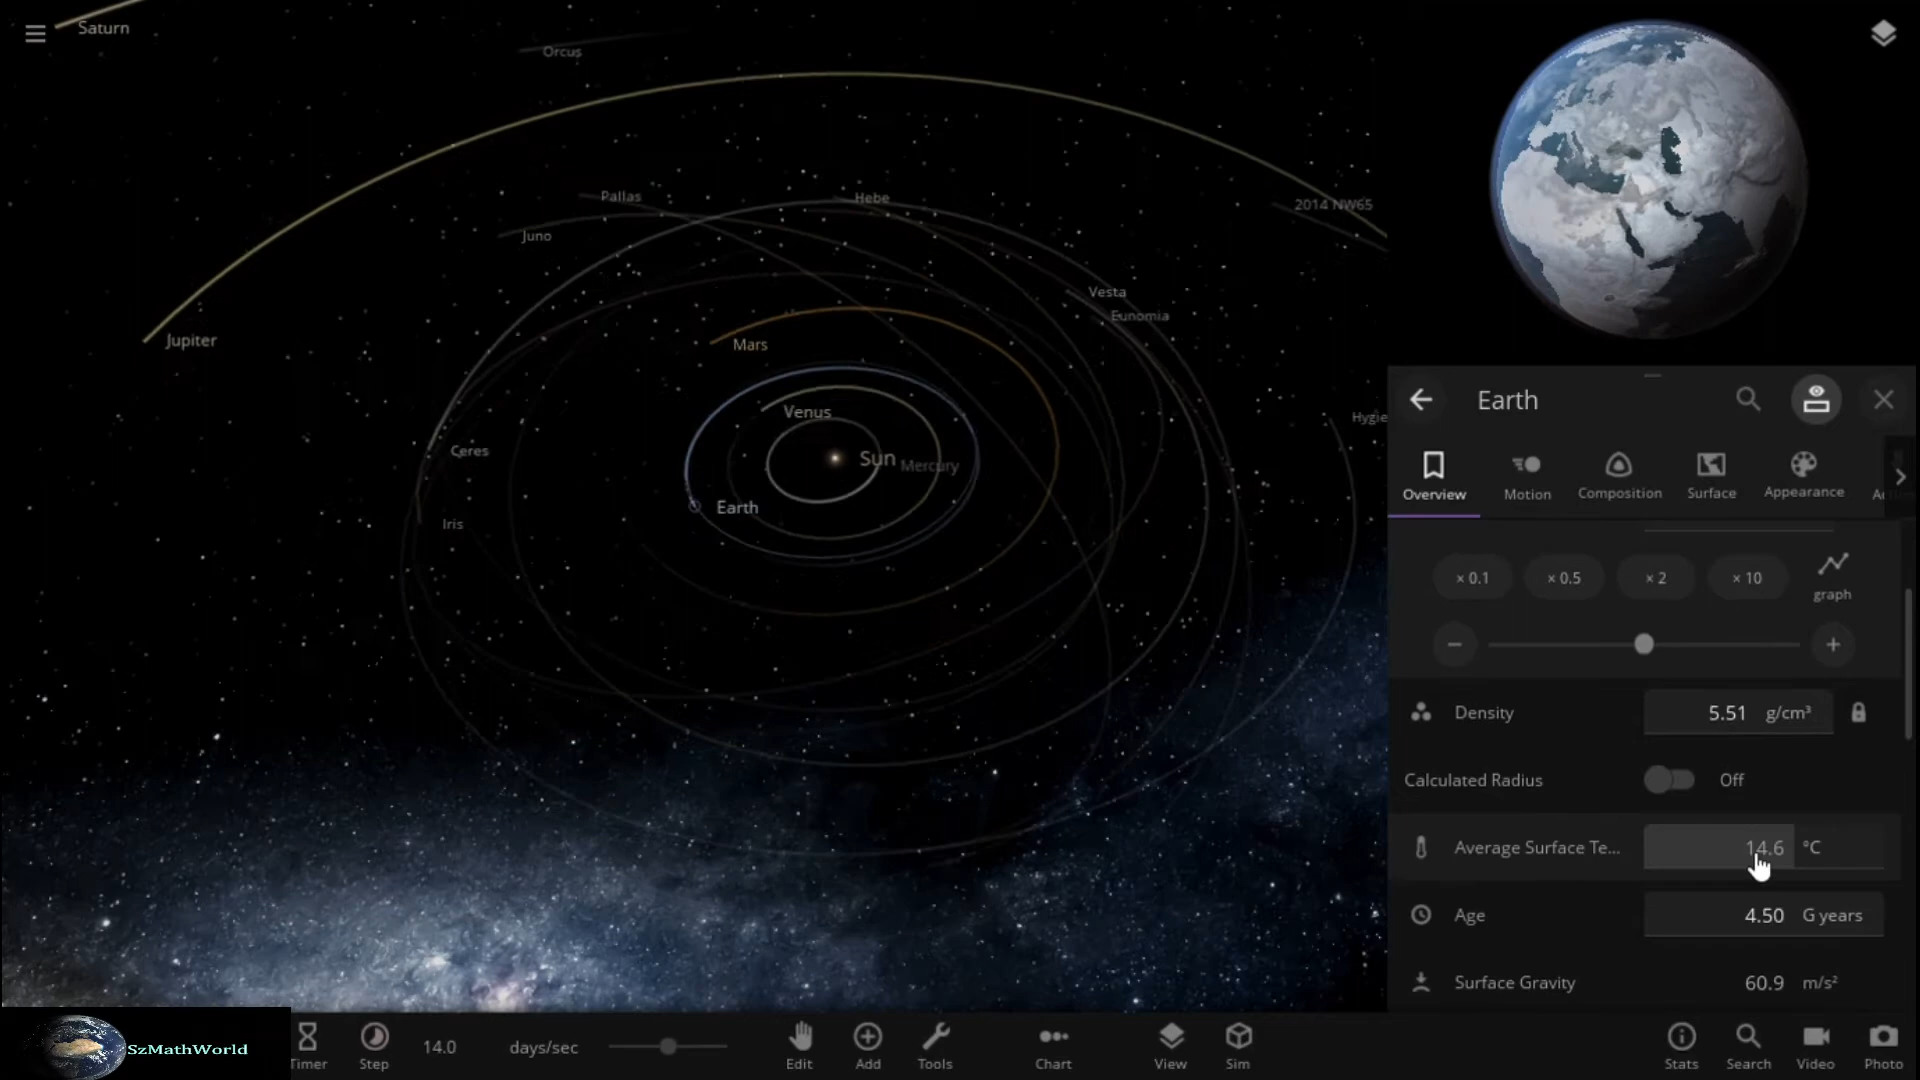 Saturn
Orcus
Pallas
Hebe
2014 NW65
Juno
Vesta
Eunomia
Jupiter
Mars
Venus
Hygie
Ceres
Sun
Mercury
Earth
Iris
Earth
Overview
Motion
Composition
Surface
Appearance
× 0.1
× 0.5
× 2
× 10
graph
Density 5.51 g/cm³
Calculated Radius Off
Average Surface Te... 14.6 °C
Age 4.50 G years
Surface Gravity 60.9 m/s²
SzMathWorld
Timer
Step
14.0 days/sec
Edit
Add
Tools
Chart
View
Sim
Stats
Search
Video
Photo